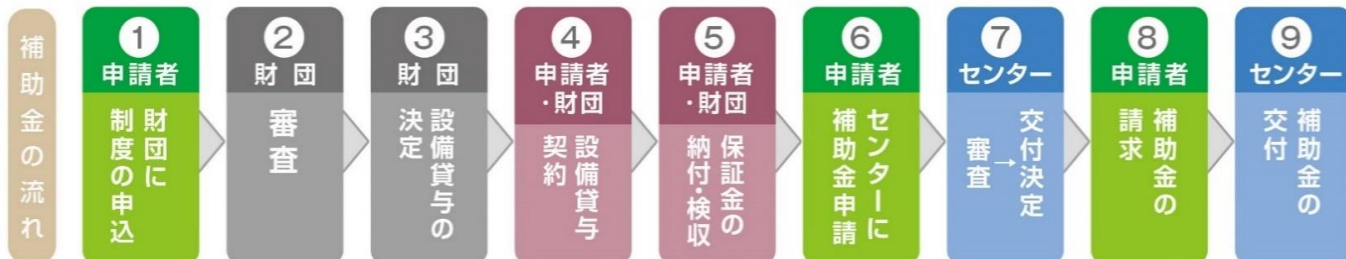 補助金の流れ
①
申請者
財団に
制度の申込
②
財団
審査
③
財団
設備貸与の
決定
④
申請者
・財団
設備貸与
契約
⑤
申請者
・財団
保証金の
納付・検収
⑥
申請者
センターに
補助金申請
⑦
センター
審査→交付決定
⑧
申請者
補助金の
請求
⑨
センター
補助金の
交付